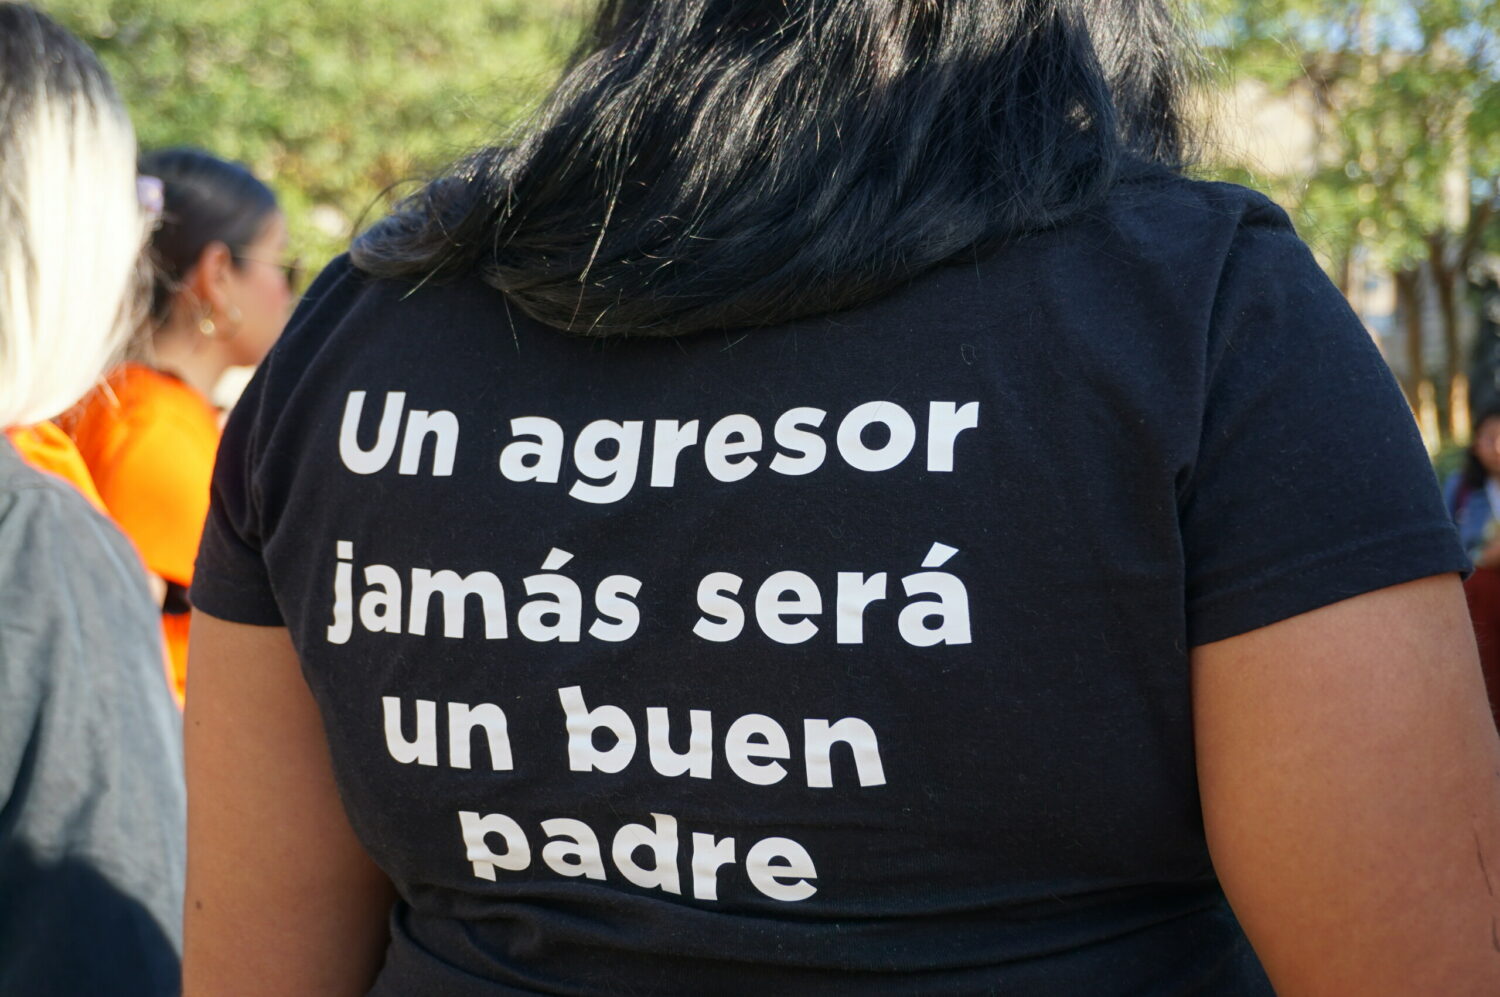 Un agresor
jamás será
un buen
padre